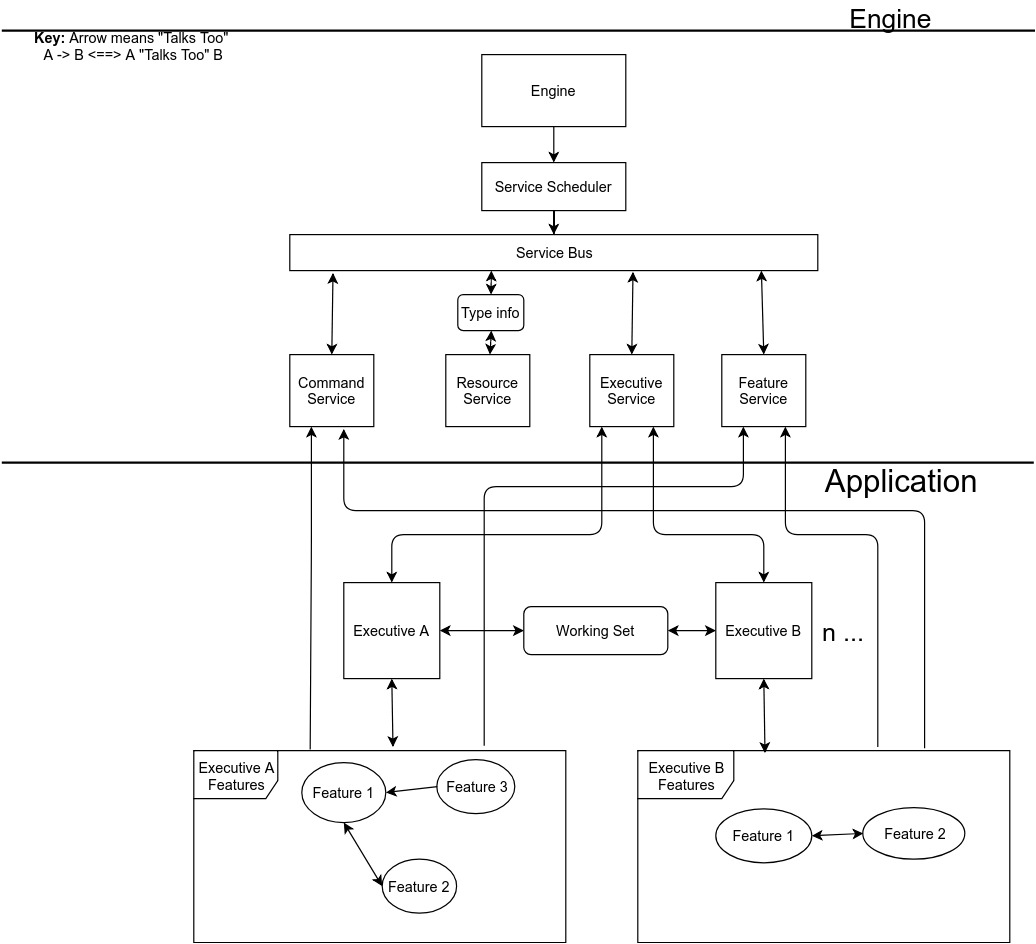 Engine
Key: Arrow means "Talks Too"
A -> B <==> A "Talks Too" B
Engine
Service Scheduler
Service Bus
Type info
Command
Service
Resource
Service
Executive
Service
Feature
Service
Application
Executive A
Working Set
Executive B
n ...
Executive A
Features
Feature 1
Feature 3
Feature 2
Executive B
Features
Feature 1
Feature 2